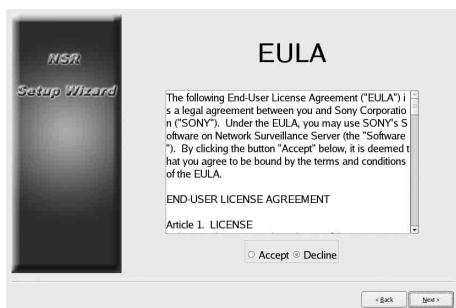 NSR
Setup Wizard
EULA
The following End-User License Agreement ("EULA") i
s a legal agreement between you and Sony Corporatio
n ("SONY"). Under the EULA, you may use SONY's S
oftware on Network Surveillance Server (the "Software
"). By clicking the button "Accept" below, it is deemed t
hat you agree to be bound by the terms and conditions
of the EULA.
END-USER LICENSE AGREEMENT
Article 1. LICENSE
Accept Decline
< Back Next >